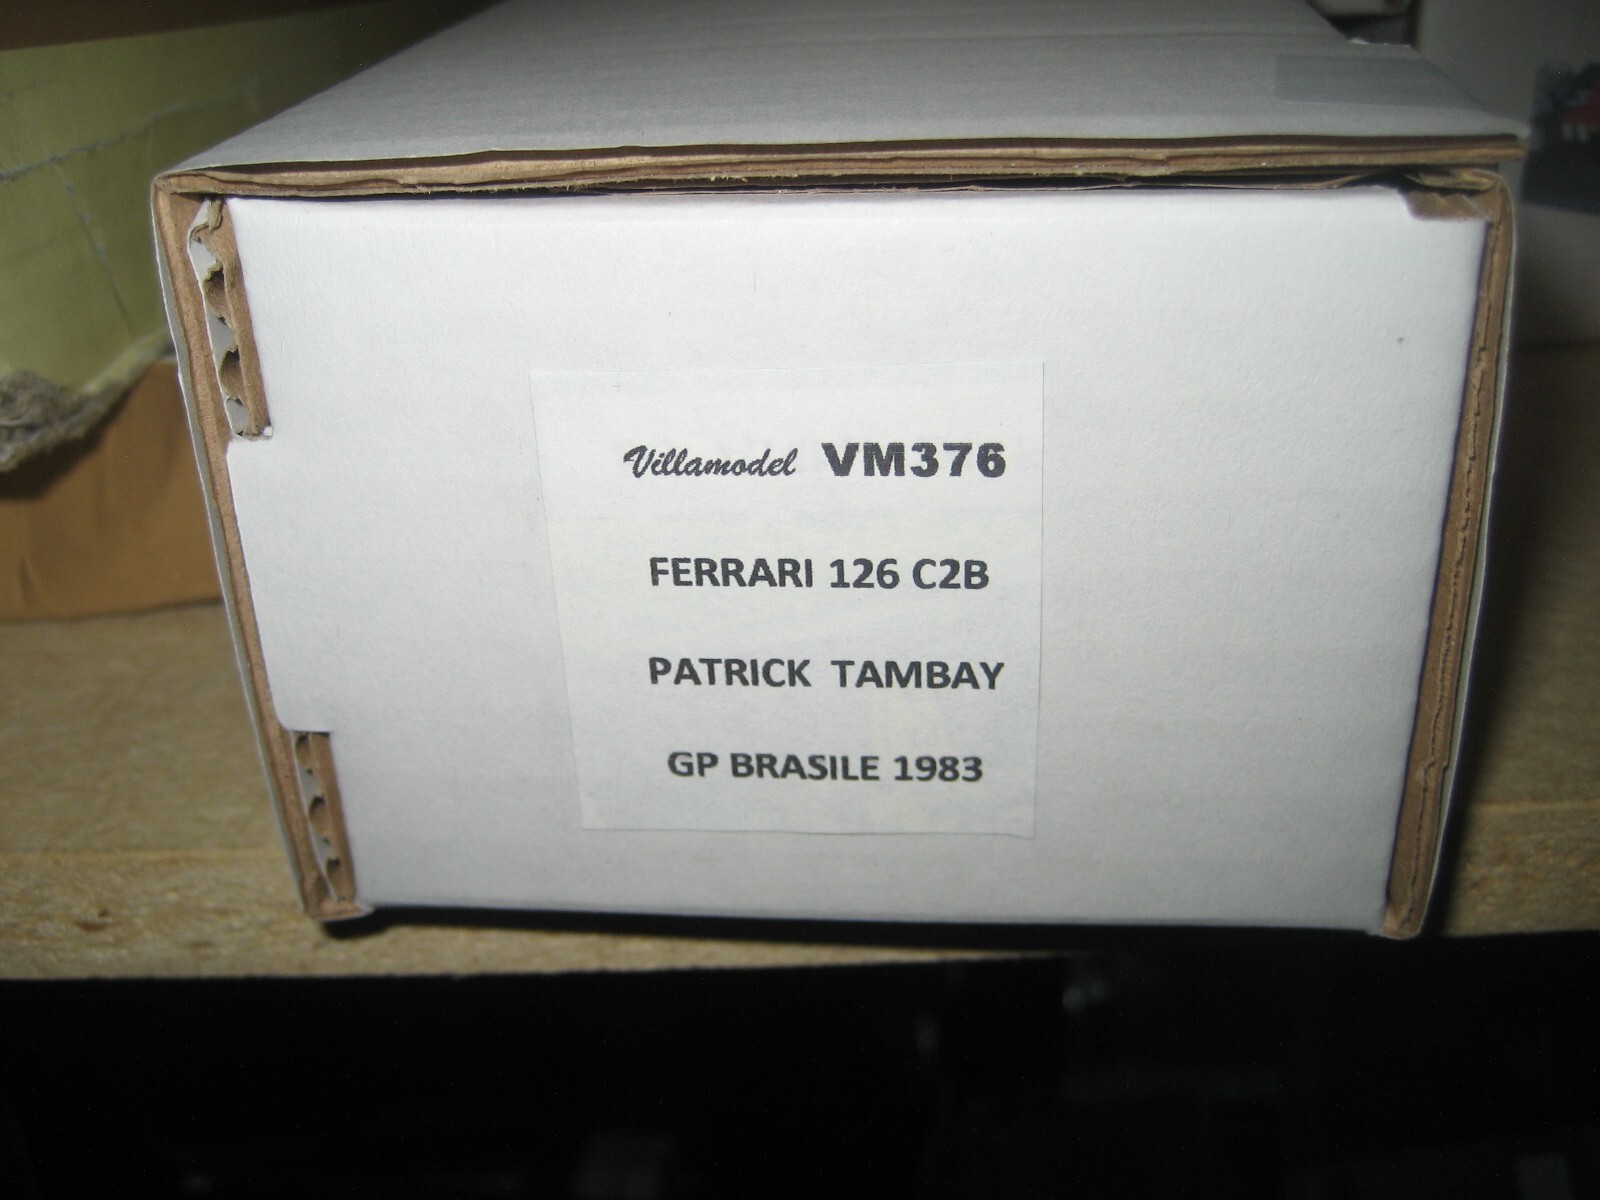 Villamodel VM376
FERRARI 126 C2B
PATRICK TAMBAY
GP BRASILE 1983